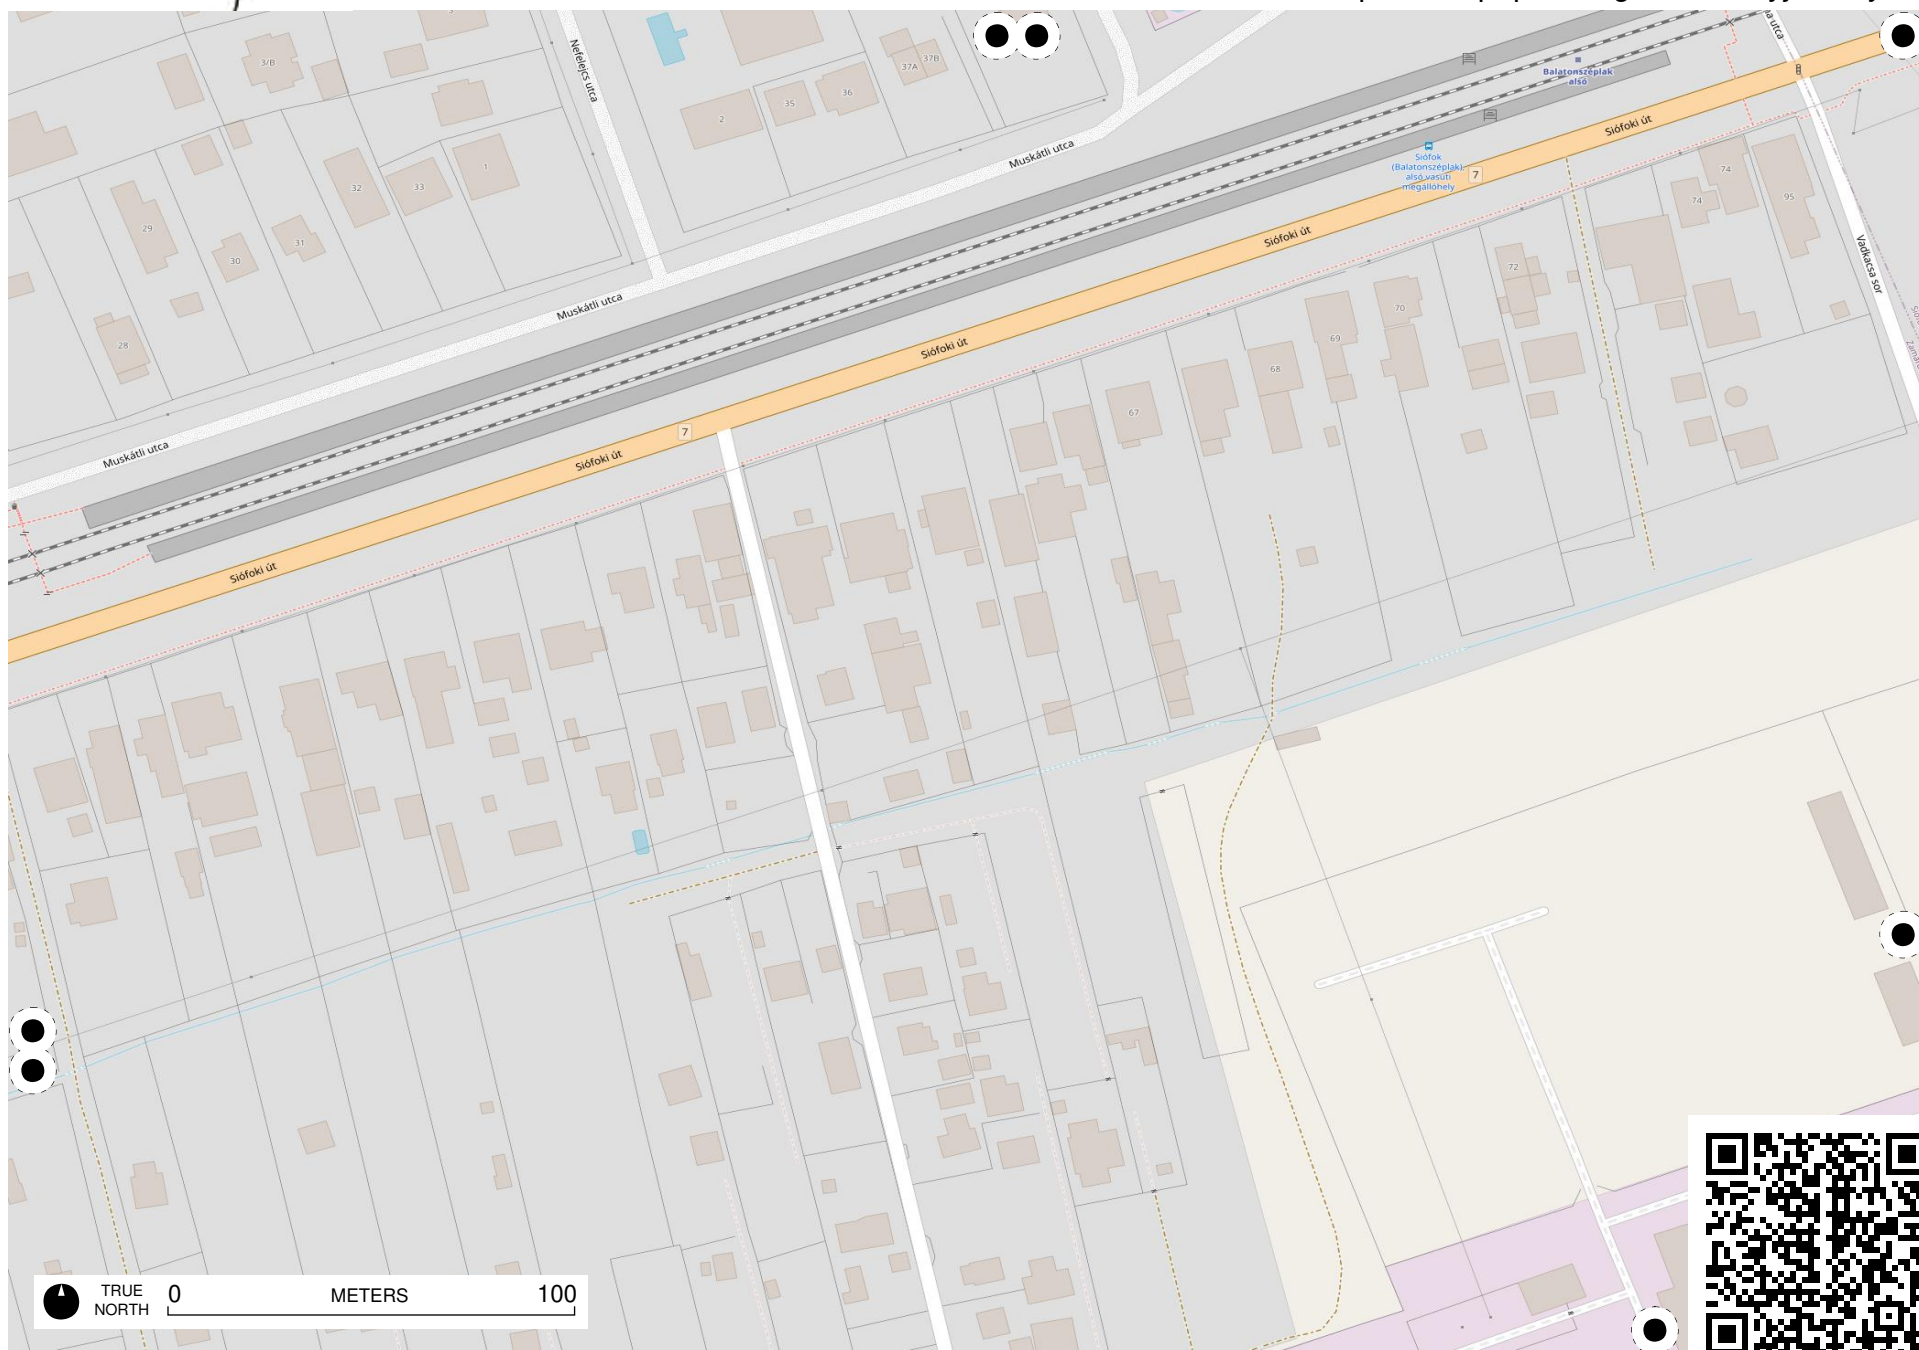 Nefelejcs utca
3/B
37A
37B
35
36
2
32
33
1
29
30
31
28
Muskátli utca
Muskátli utca
Muskátli utca
Balatonszéplak
alsó
Siófok
(Balatonszéplak),
alsó vasúti
megállóhely
7
Siófoki út
Siófoki út
Siófoki út
Siófoki út
Siófoki út
7
74
74
95
72
70
69
68
67
Vadkacsa sor
TRUE
NORTH
0
METERS
100